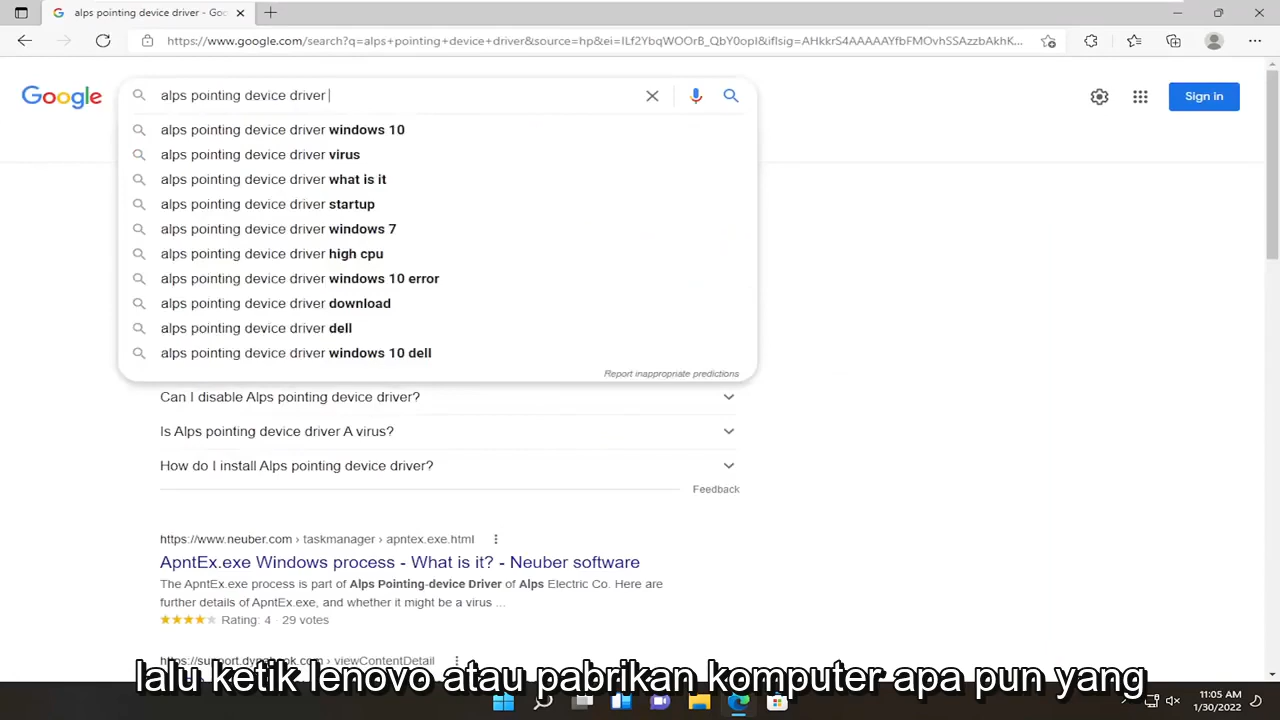 alps pointing device driver - Goo
https://www.google.com/search?q=alps+pointing+device+driver&source=hp&ei=
Google
alps pointing device driver
Sign in
alps pointing device driver windows 10
alps pointing device driver virus
alps pointing device driver what is it
alps pointing device driver startup
alps pointing device driver windows 7
alps pointing device driver high cpu
alps pointing device driver windows 10 error
alps pointing device driver download
alps pointing device driver dell
alps pointing device driver windows 10 dell
Report inappropriate predictions
Can I disable Alps pointing device driver?
Is Alps pointing device driver A virus?
How do I install Alps pointing device driver?
Feedback
https://www.neuber.com › taskmanager › apntex.exe.html
ApntEx.exe Windows process - What is it? - Neuber software
The ApntEx.exe process is part of Alps Pointing-device Driver of Alps Electric Co. Here are
further details of ApntEx.exe, and whether it might be a virus ...
Rating: 4 · 29 votes
https://support.dynabook.com › viewContentDetail
lalu ketik lenovo atau pabrikan komputer apa pun yang
11:05 AM
1/30/2022